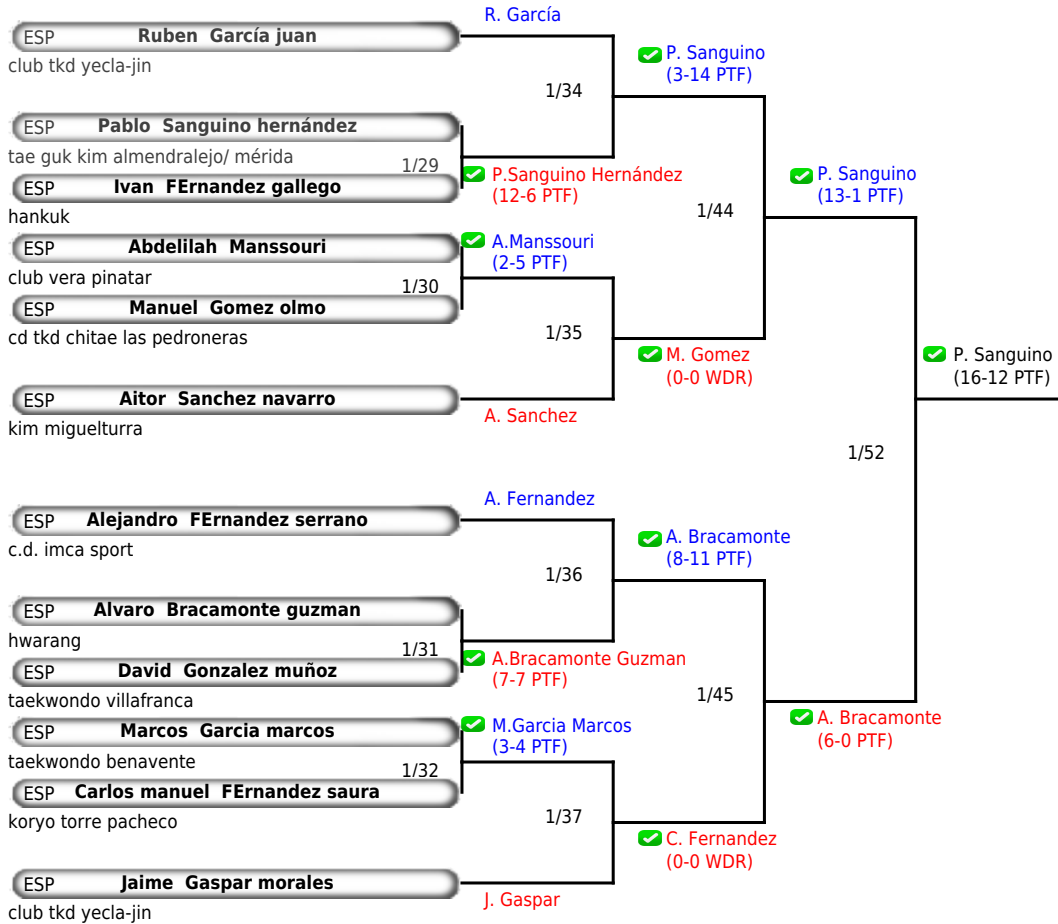 R. García
ESP Ruben García juan
club tkd yecla-jin
P. Sanguino
(3-14 PTF)
1/34
ESP Pablo Sanguino hernández
tae guk kim almendralejo/ mérida
1/29
P.Sanguino Hernández
(12-6 PTF)
ESP Ivan FErnandez gallego
hankuk
P. Sanguino
(13-1 PTF)
1/44
ESP Abdelilah Manssouri
club vera pinatar
A.Manssouri
(2-5 PTF)
1/30
ESP Manuel Gomez olmo
cd tkd chitae las pedroneras
1/35
M. Gomez
(0-0 WDR)
P. Sanguino
(16-12 PTF)
ESP Aitor Sanchez navarro
kim miguelturra
A. Sanchez
1/52
A. Fernandez
ESP Alejandro FErnandez serrano
c.d. imca sport
A. Bracamonte
(8-11 PTF)
1/36
ESP Alvaro Bracamonte guzman
hwarang
1/31
A.Bracamonte Guzman
(7-7 PTF)
ESP David Gonzalez muñoz
taekwondo villafranca
1/45
A. Bracamonte
(6-0 PTF)
ESP Marcos Garcia marcos
taekwondo benavente
M.Garcia Marcos
(3-4 PTF)
1/32
ESP Carlos manuel FErnandez saura
koryo torre pacheco
1/37
C. Fernandez
(0-0 WDR)
ESP Jaime Gaspar morales
club tkd yecla-jin
J. Gaspar